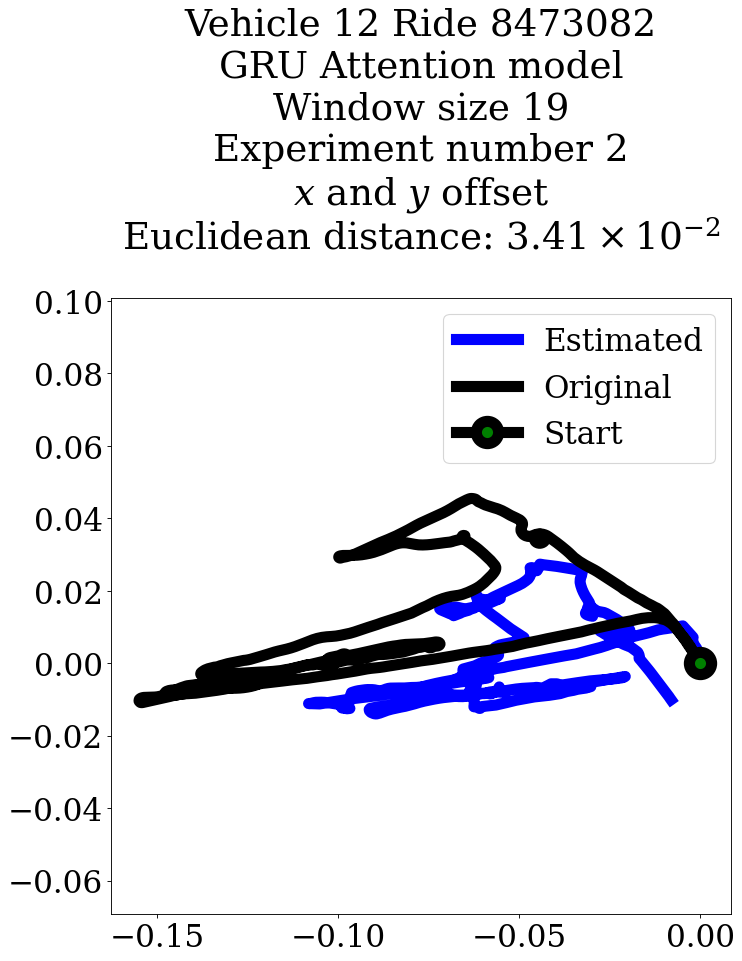 Vehicle 12 Ride 8473082
GRU Attention model
Window size 19
Experiment number 2
x and y offset
Euclidean distance: 3.41 × 10⁻²
0.10
0.08
0.06
0.04
0.02
0.00
−0.02
−0.04
−0.06
Estimated
Original
Start
−0.15
−0.10
−0.05
0.00